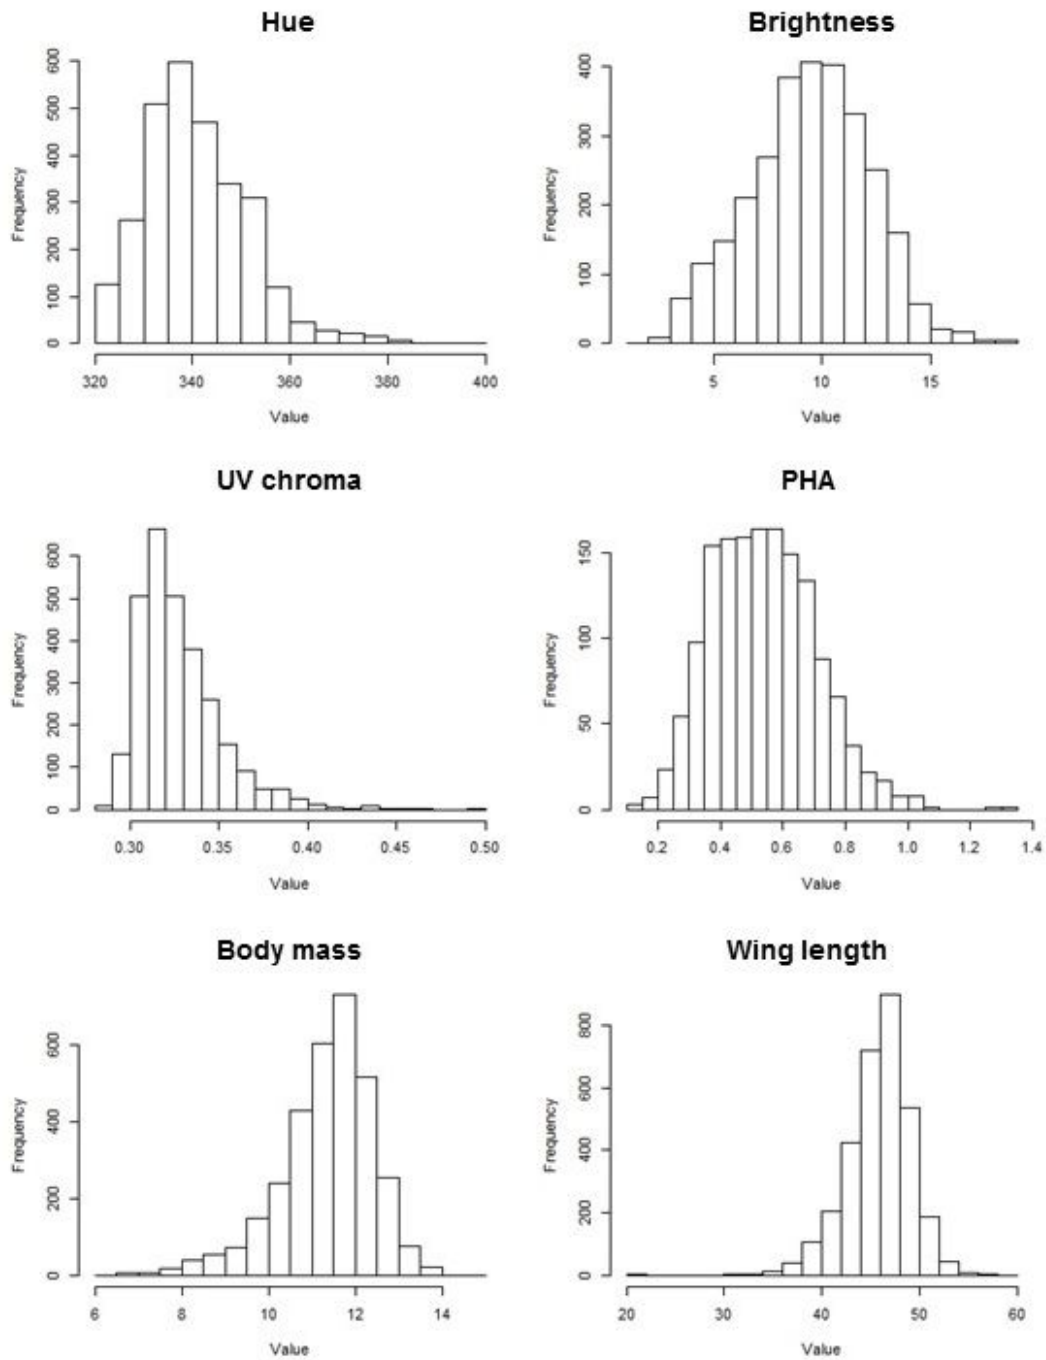 Hue
Frequency
0 100 200 300 400 500 600
320 340 360 380 400
Value
Brightness
Frequency
0 100 200 300 400
5 10 15
Value
UV chroma
Frequency
0 100 200 300 400 500 600
0.30 0.35 0.40 0.45 0.50
Value
PHA
Frequency
0 50 100 150
0.2 0.4 0.6 0.8 1.0 1.2 1.4
Value
Body mass
Frequency
0 200 400 600
6 8 10 12 14
Value
Wing length
Frequency
0 200 400 600 800
20 30 40 50 60
Value